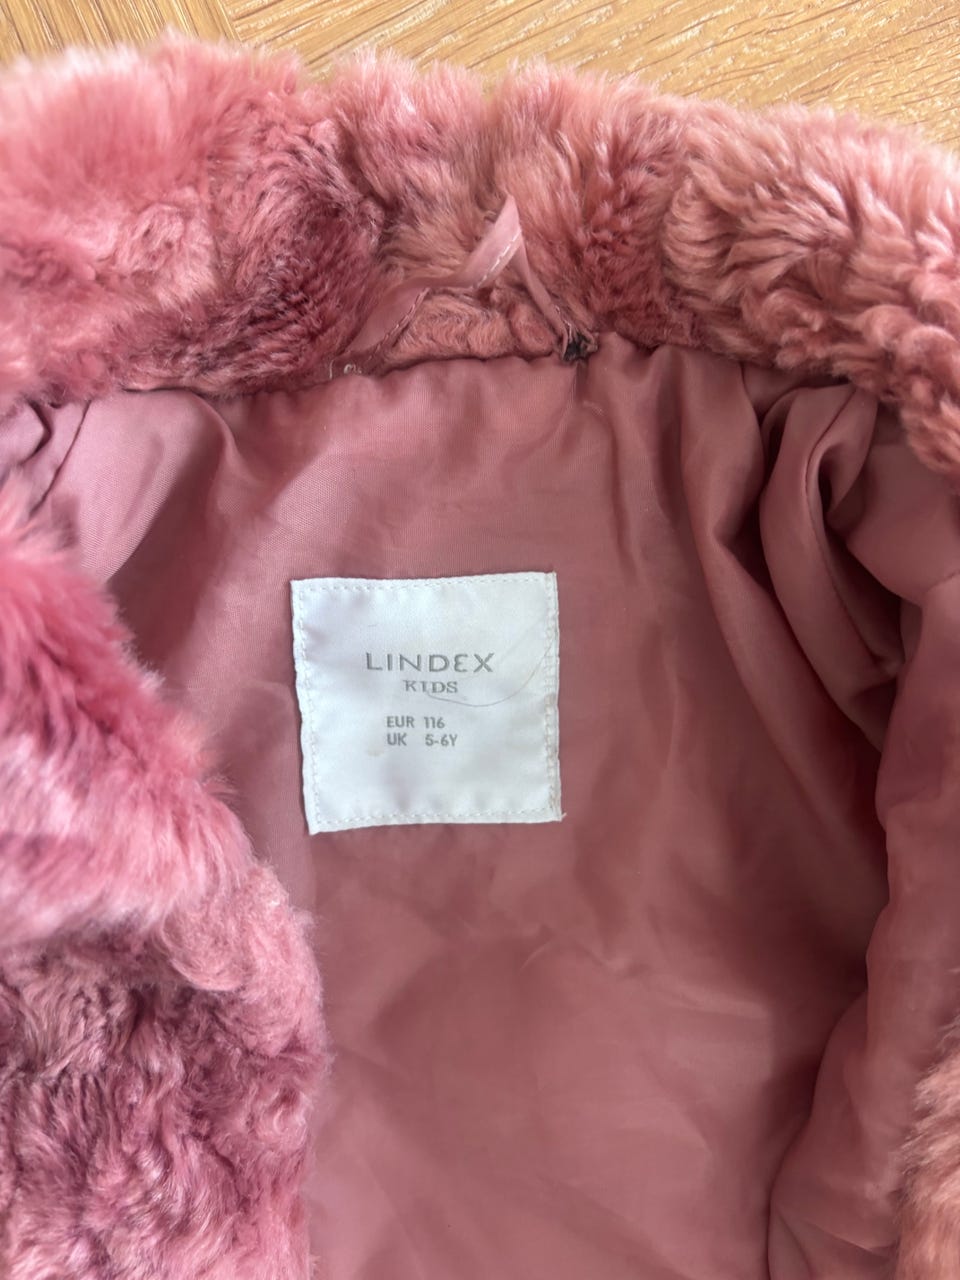 LINDEX
KIDS
EUR 116
UK 5-6Y